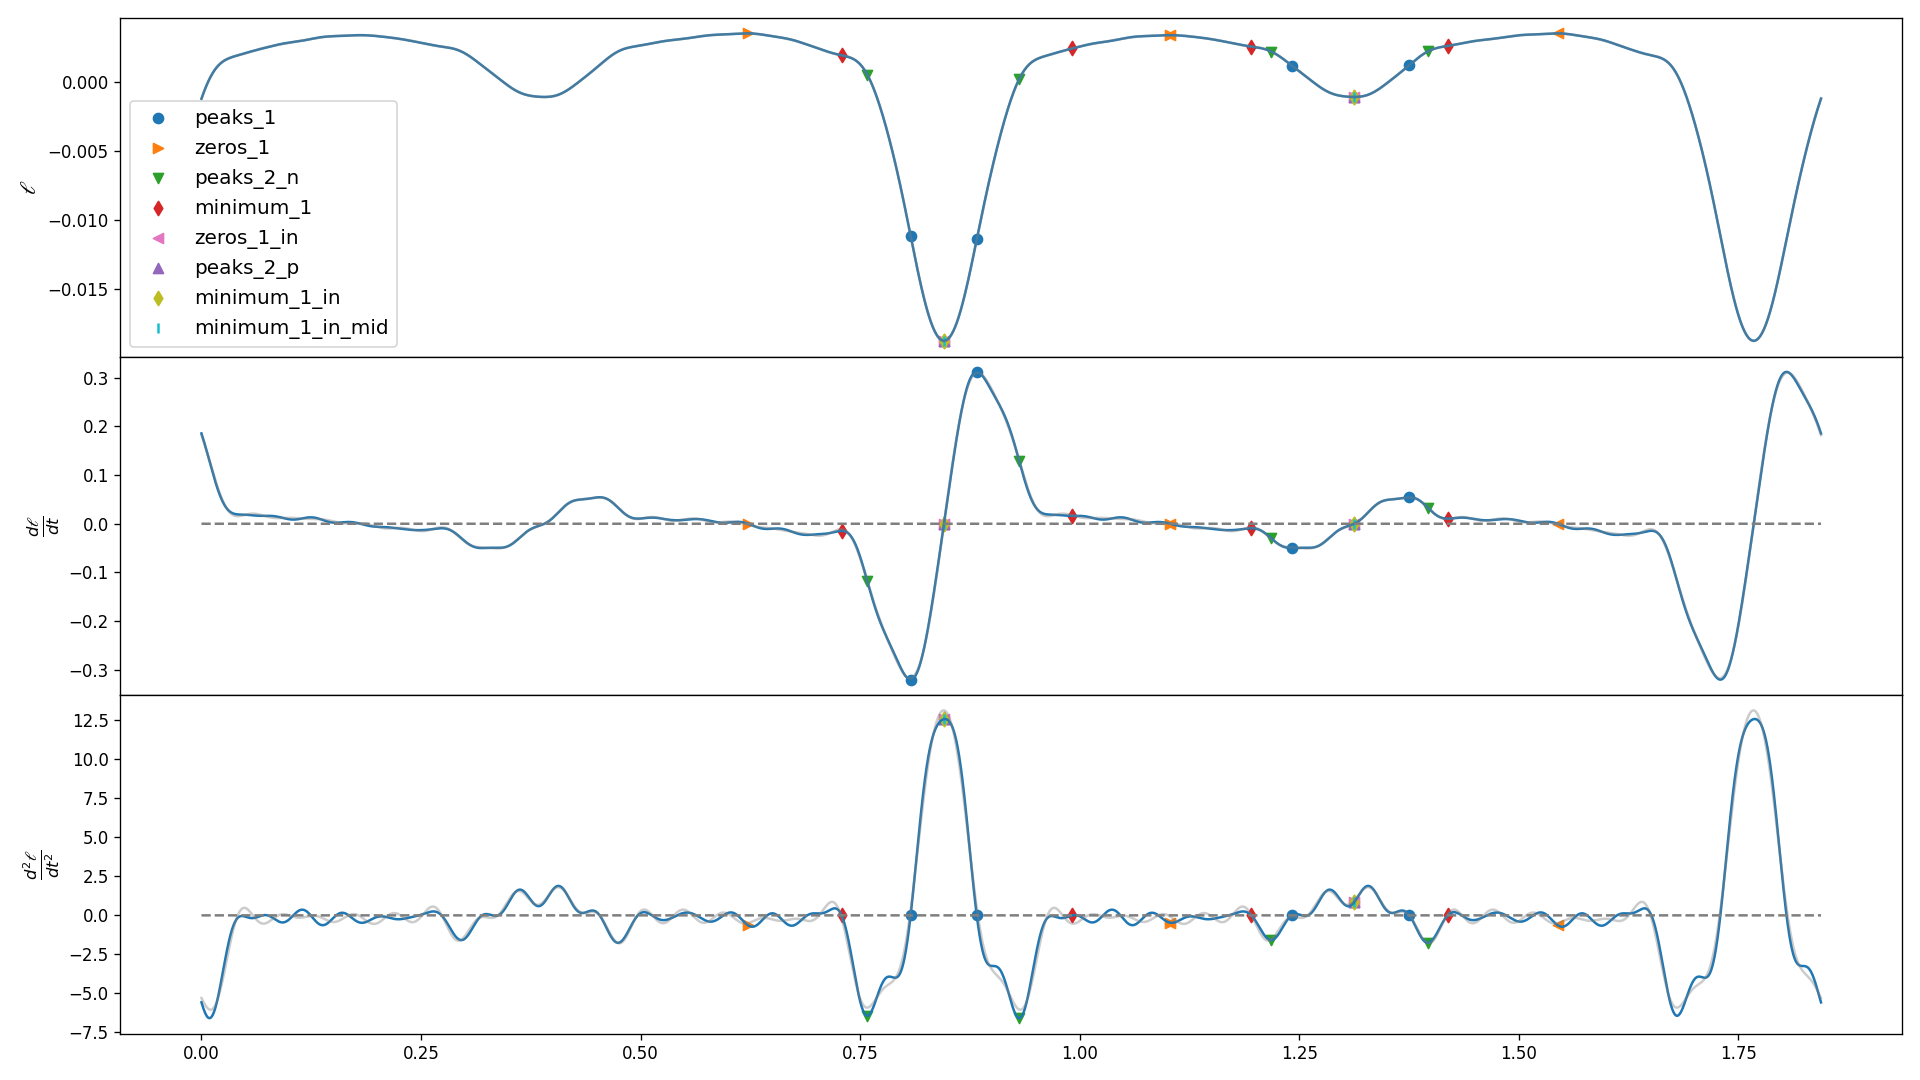 0.000
−0.005
−0.010
−0.015
ℓ
peaks_1
zeros_1
peaks_2_n
minimum_1
zeros_1_in
peaks_2_p
minimum_1_in
minimum_1_in_mid
0.3
0.2
0.1
0.0
−0.1
−0.2
−0.3
dℓ
dt
12.5
10.0
7.5
5.0
2.5
0.0
−2.5
−5.0
−7.5
d²ℓ
dt²
0.00 0.25 0.50 0.75 1.00 1.25 1.50 1.75